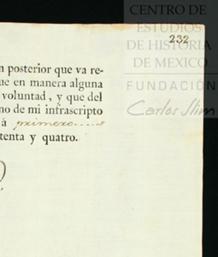 CENTRO DE
ESTUDIOS
DE HISTORIA
DE MEXICO
FUNDACIÓN
Carlos Slim
232
n posterior que va re-
ue en manera alguna
voluntad, y que del
no de mi infrascripto
à primero
tenta y quatro.